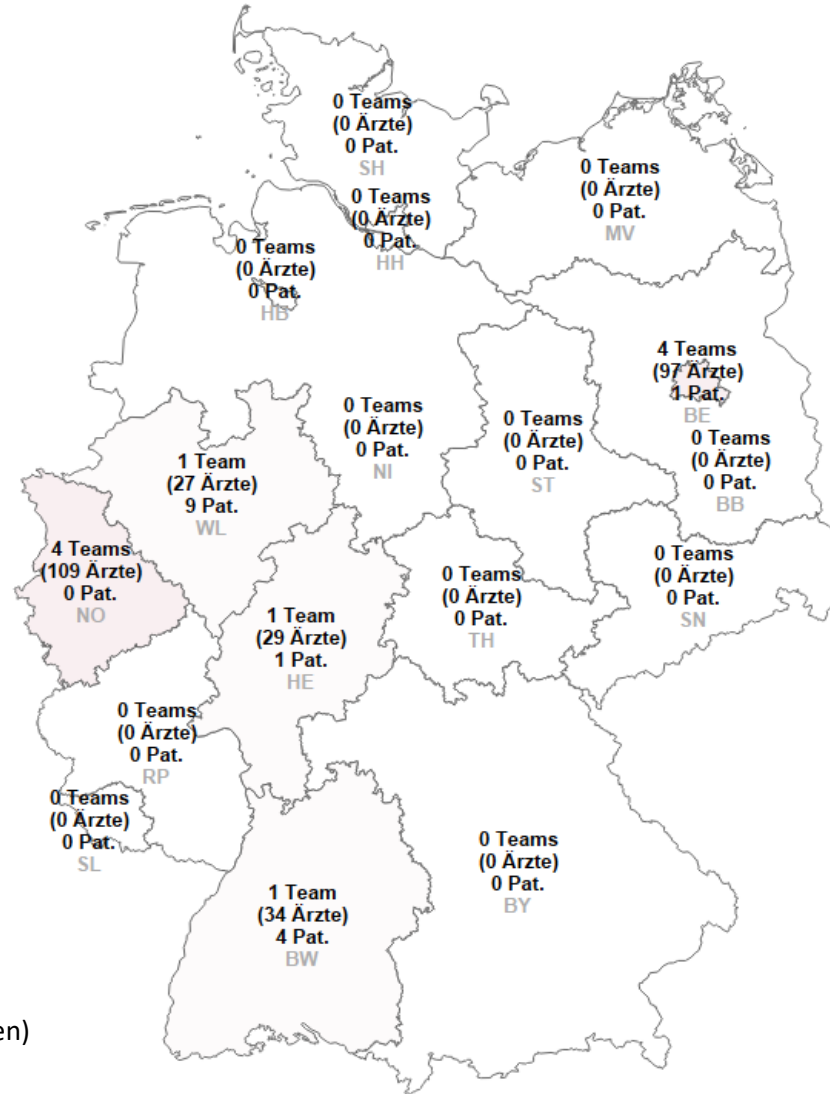 0 Teams
(0 Ärzte)
0 Pat.
SH
0 Teams
(0 Ärzte)
0 Pat.
MV
0 Teams
(0 Ärzte)
0 Pat.
HH
0 Teams
(0 Ärzte)
0 Pat.
HB
4 Teams
(97 Ärzte)
1 Pat.
BE
0 Teams
(0 Ärzte)
0 Pat.
NI
0 Teams
(0 Ärzte)
0 Pat.
ST
0 Teams
(0 Ärzte)
0 Pat.
BB
1 Team
(27 Ärzte)
9 Pat.
WL
4 Teams
(109 Ärzte)
0 Pat.
NO
1 Team
(29 Ärzte)
1 Pat.
HE
0 Teams
(0 Ärzte)
0 Pat.
TH
0 Teams
(0 Ärzte)
0 Pat.
SN
0 Teams
(0 Ärzte)
0 Pat.
RP
0 Teams
(0 Ärzte)
0 Pat.
SL
1 Team
(34 Ärzte)
4 Pat.
BW
0 Teams
(0 Ärzte)
0 Pat.
BY
en)